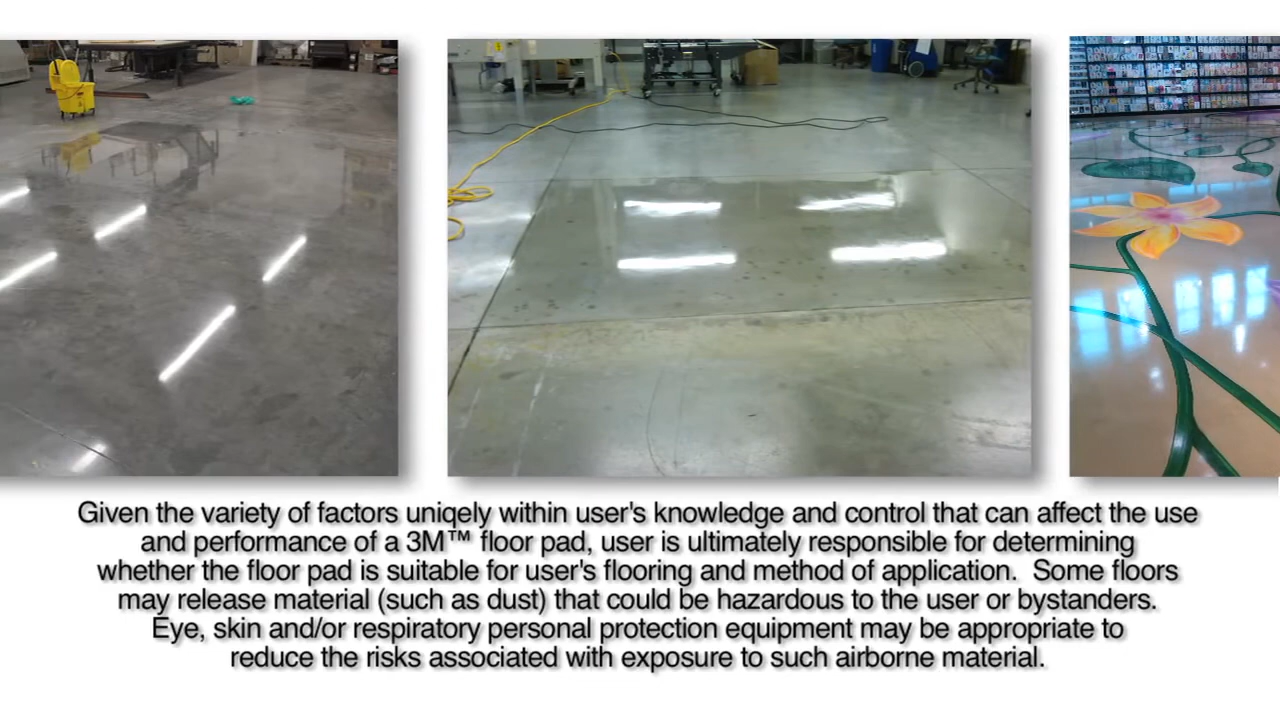 Given the variety of factors uniqely within user's knowledge and control that can affect the use
and performance of a 3M™ floor pad, user is ultimately responsible for determining
whether the floor pad is suitable for user's flooring and method of application.  Some floors
may release material (such as dust) that could be hazardous to the user or bystanders.
Eye, skin and/or respiratory personal protection equipment may be appropriate to
reduce the risks associated with exposure to such airborne material.